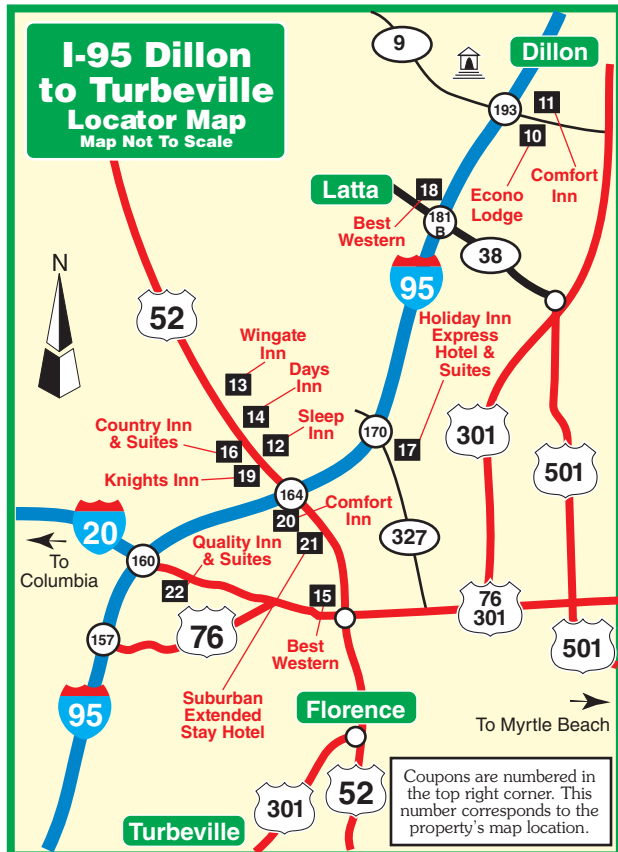 I-95 Dillon
to Turbeville
Locator Map
Map Not To Scale
9
Dillon
193
11
10
Comfort
Inn
Econo
Lodge
Latta
18
Best
Western
181
B
38
95
N
52
Wingate
Inn
13
Days
Inn
14
Sleep
Inn
12
Country Inn
& Suites
16
Knights Inn
19
Holiday Inn
Express
Hotel &
Suites
170
17
301
501
164
20
Comfort
Inn
21
327
20
To
Columbia
160
Quality Inn
& Suites
22
15
Best
Western
76
301
157
76
501
95
Suburban
Extended
Stay Hotel
Florence
To Myrtle Beach
301
52
Turbeville
Coupons are numbered in
the top right corner. This
number corresponds to the
property's map location.